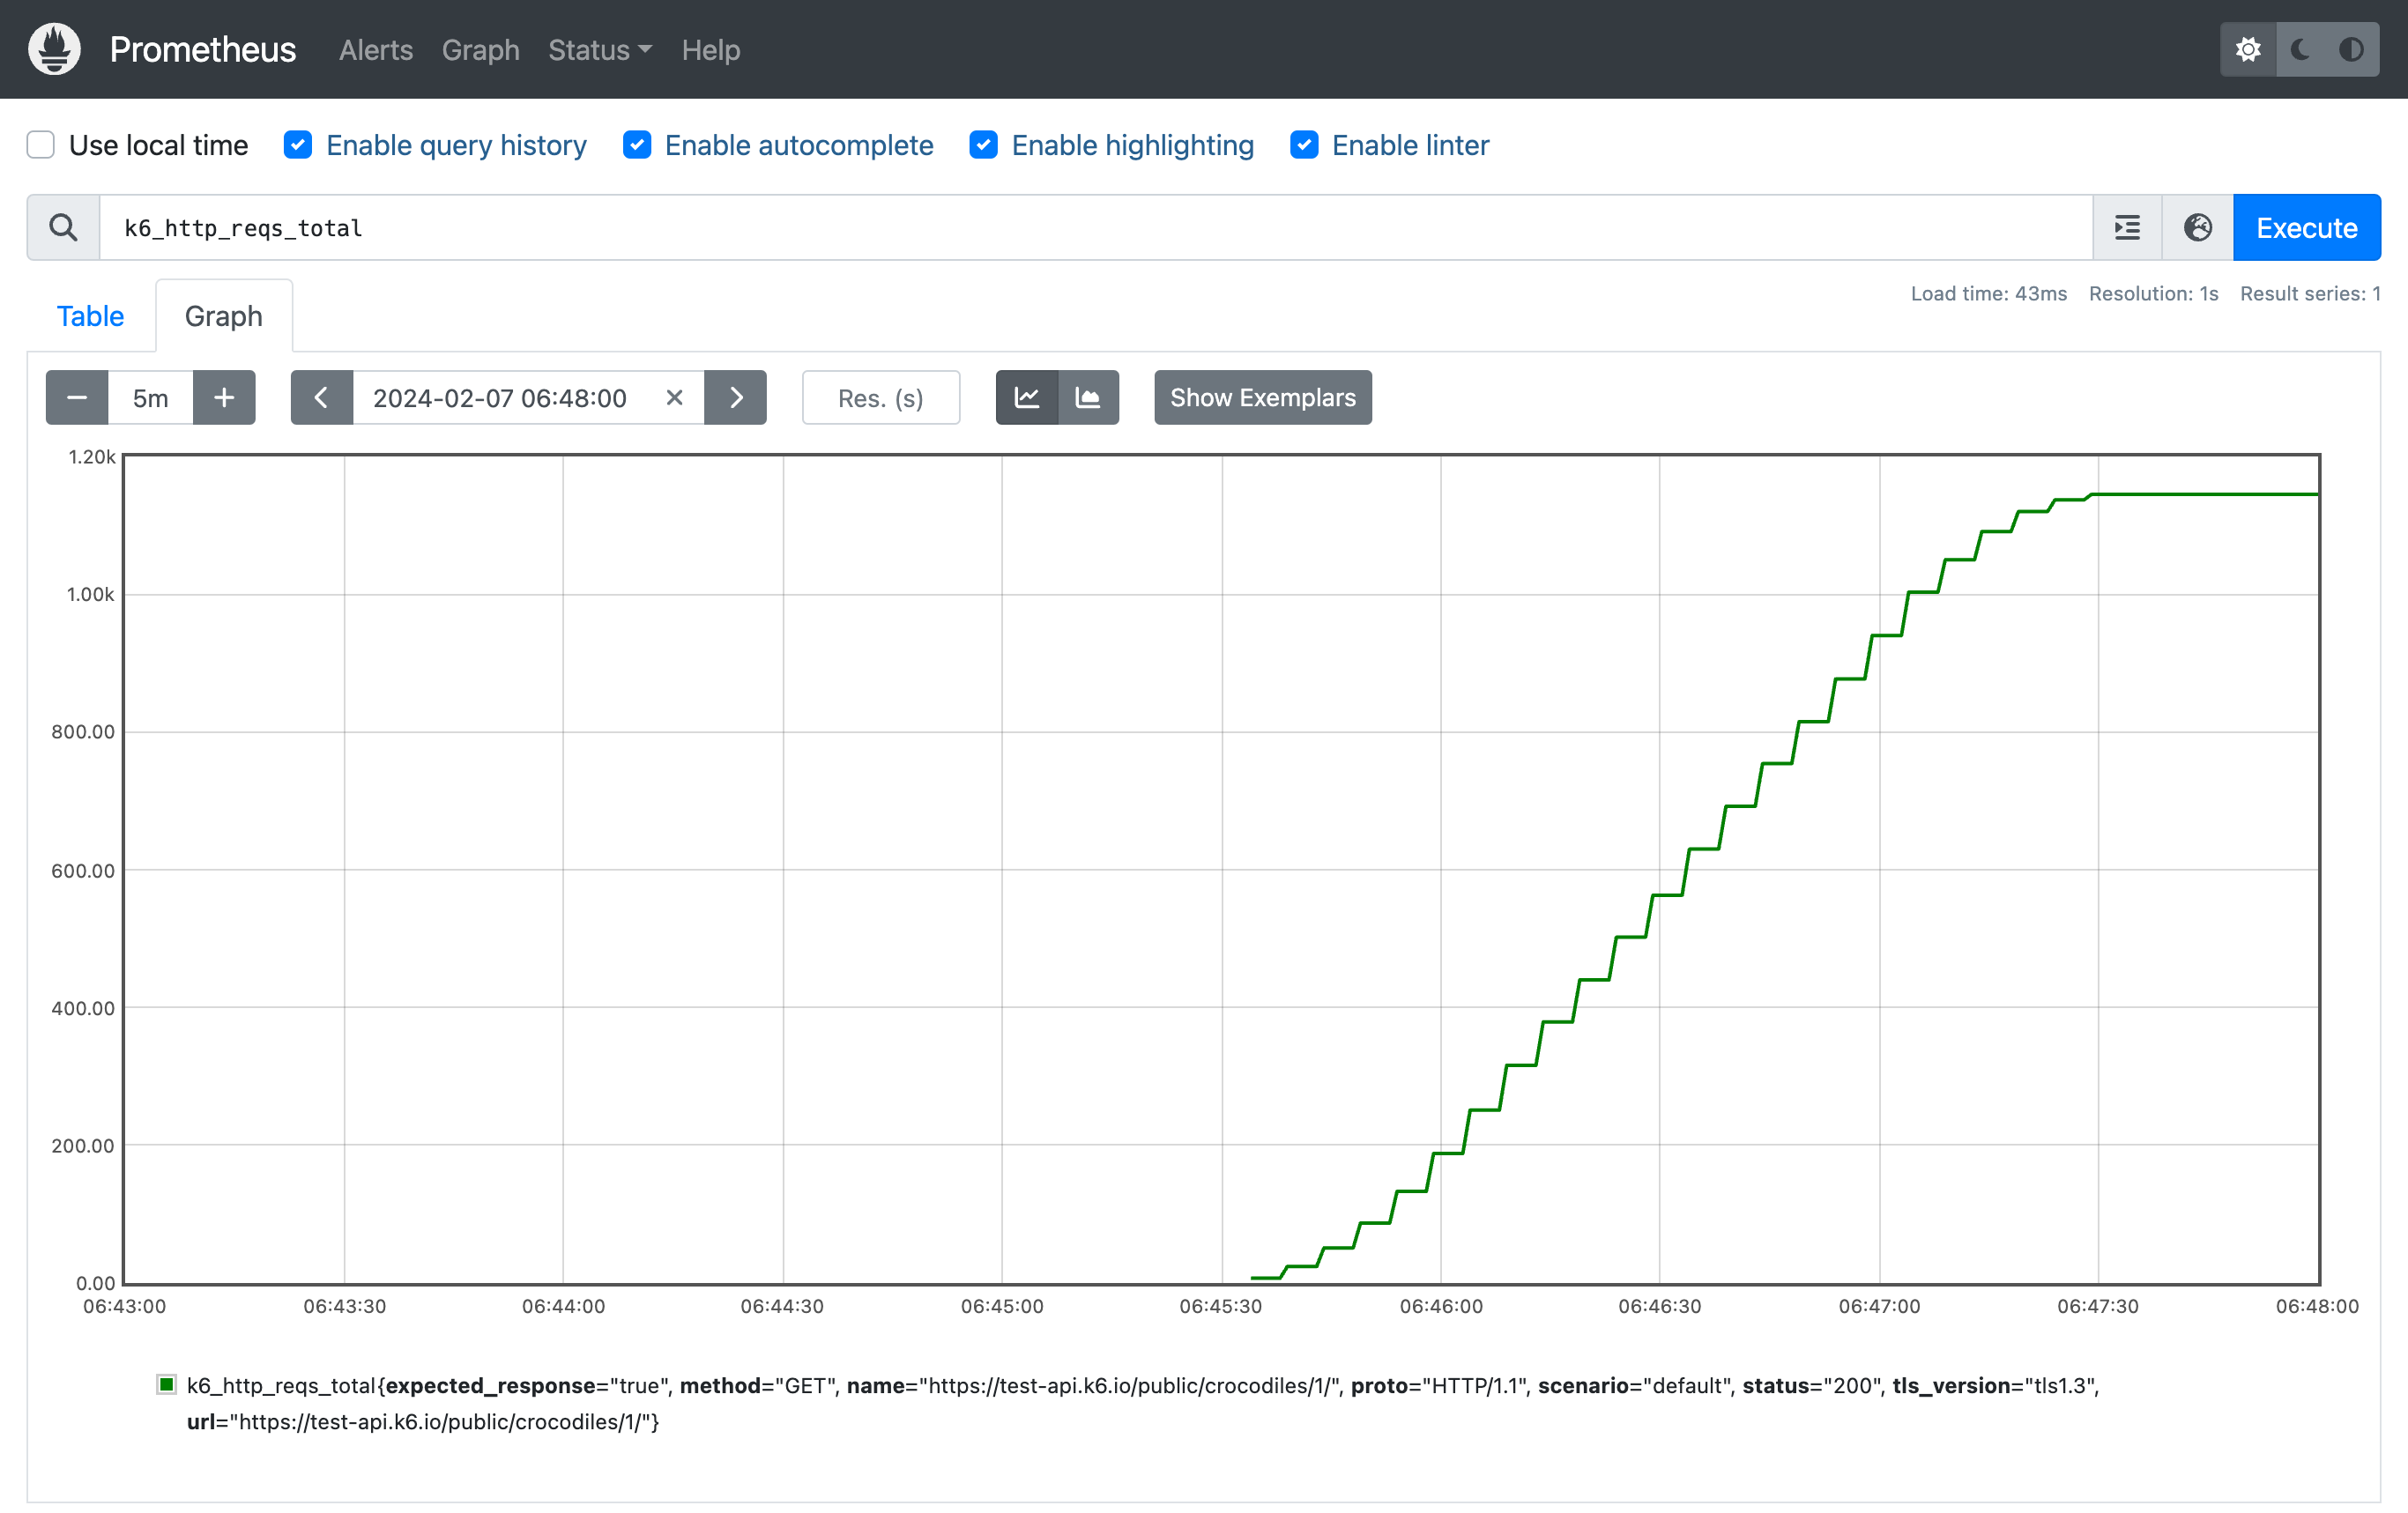 Prometheus Alerts Graph Status Help
Use local time Enable query history Enable autocomplete Enable highlighting Enable linter
k6_http_reqs_total Execute
Load time: 43ms Resolution: 1s Result series: 1
Table Graph
5m 2024-02-07 06:48:00 Res. (s) Show Exemplars
1.20k
1.00k
800.00
600.00
400.00
200.00
0.00
06:43:00 06:43:30 06:44:00 06:44:30 06:45:00 06:45:30 06:46:00 06:46:30 06:47:00 06:47:30 06:48:00
k6_http_reqs_total{expected_response="true", method="GET", name="https://test-api.k6.io/public/crocodiles/1/", proto="HTTP/1.1", scenario="default", status="200", tls_version="tls1.3",
url="https://test-api.k6.io/public/crocodiles/1/"}